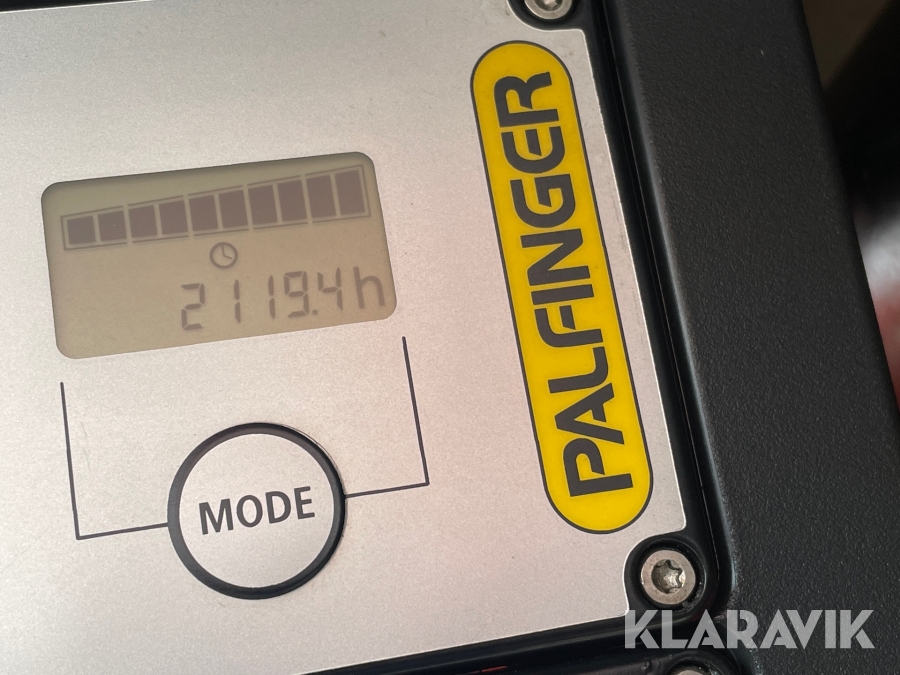 2119.4h
MODE
PALFINGER
KLARAVIK